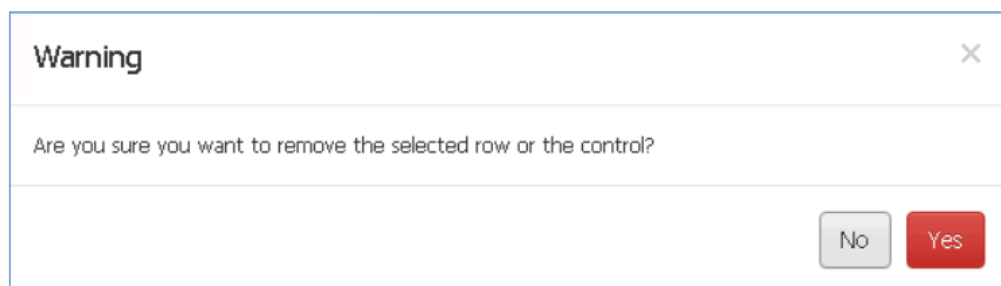 Warning
Are you sure you want to remove the selected row or the control?
No Yes